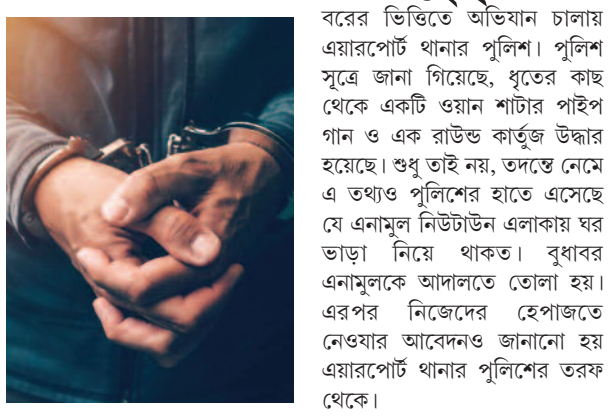 বরের ভিত্তিতে অভিযান চালায়
এয়ারপোর্ট থানার পুলিশ। পুলিশ
সূত্রে জানা গিয়েছে, ধৃতের কাছ
থেকে একটি ওয়ান শাটার পাইপ
গান ও এক রাউন্ড কার্তুজ উদ্ধার
হয়েছে। শুধু তাই নয়, তদন্তে নেমে
এ তথ্যও পুলিশের হাতে এসেছে
যে এনামুল নিউটাউন এলাকায় ঘর
ভাড়া নিয়ে থাকত। বুধাবর
এনামুলকে আদালতে তোলা হয়।
এরপর নিজেদের হেপাজতে
নেওযার আবেদনও জানানো হয়
এয়ারপোর্ট থানার পুলিশের তরফ
থেকে।